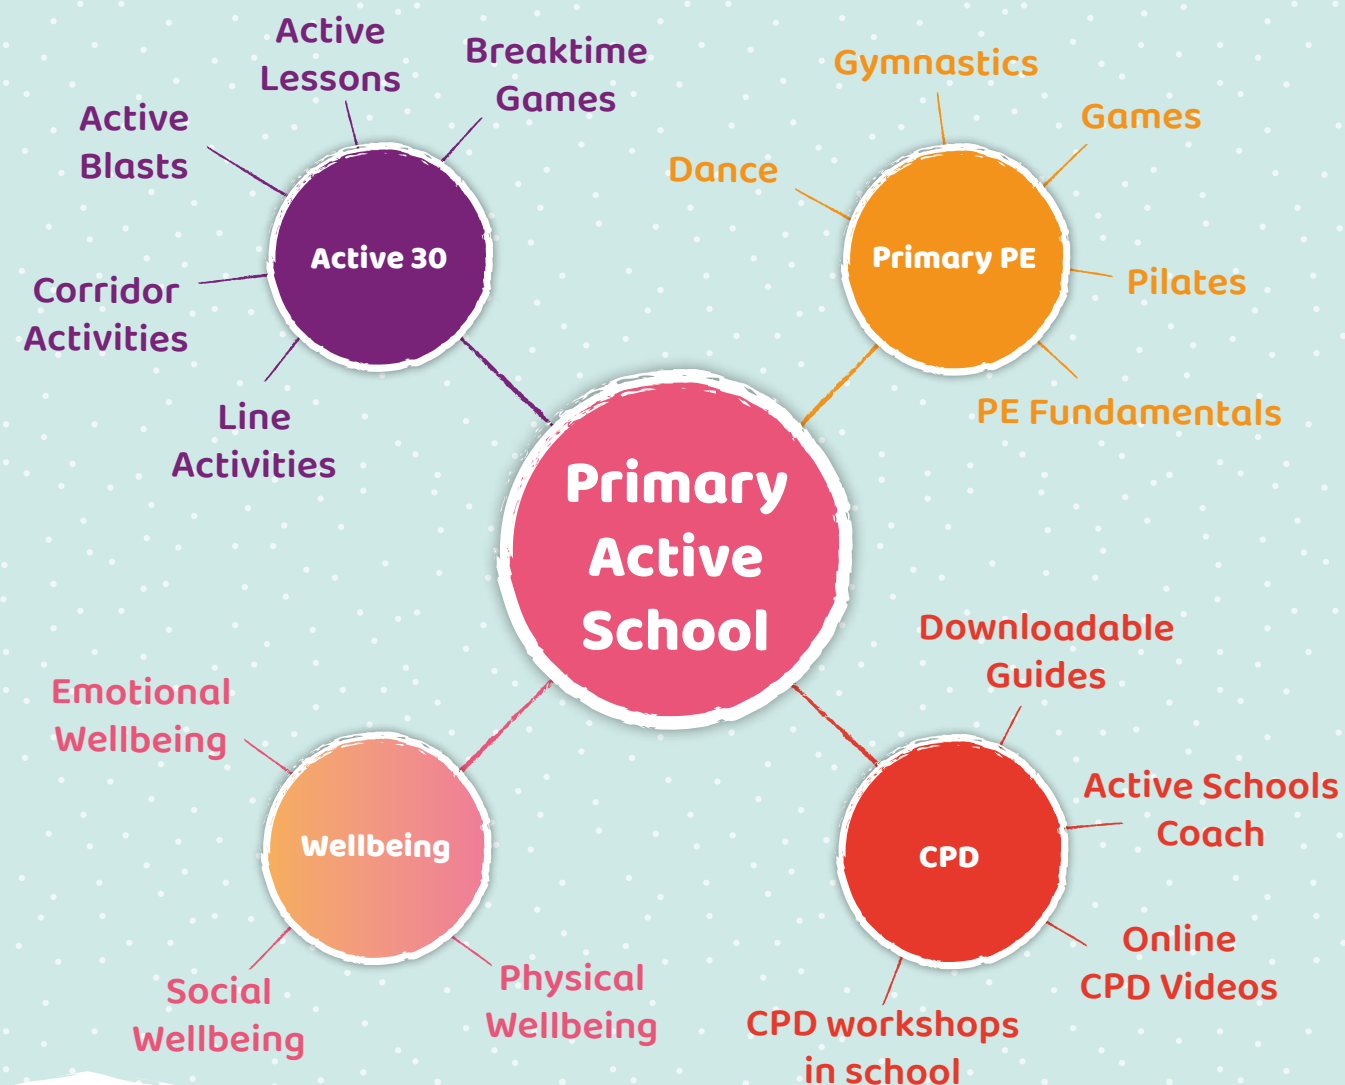 Active
Lessons
Breaktime
Games
Active
Blasts
Active 30
Corridor
Activities
Line
Activities
Gymnastics
Games
Dance
Primary PE
Pilates
PE Fundamentals
Primary
Active
School
Emotional
Wellbeing
Wellbeing
Social
Wellbeing
Physical
Wellbeing
Downloadable
Guides
Active Schools
Coach
CPD
Online
CPD Videos
CPD workshops
in school